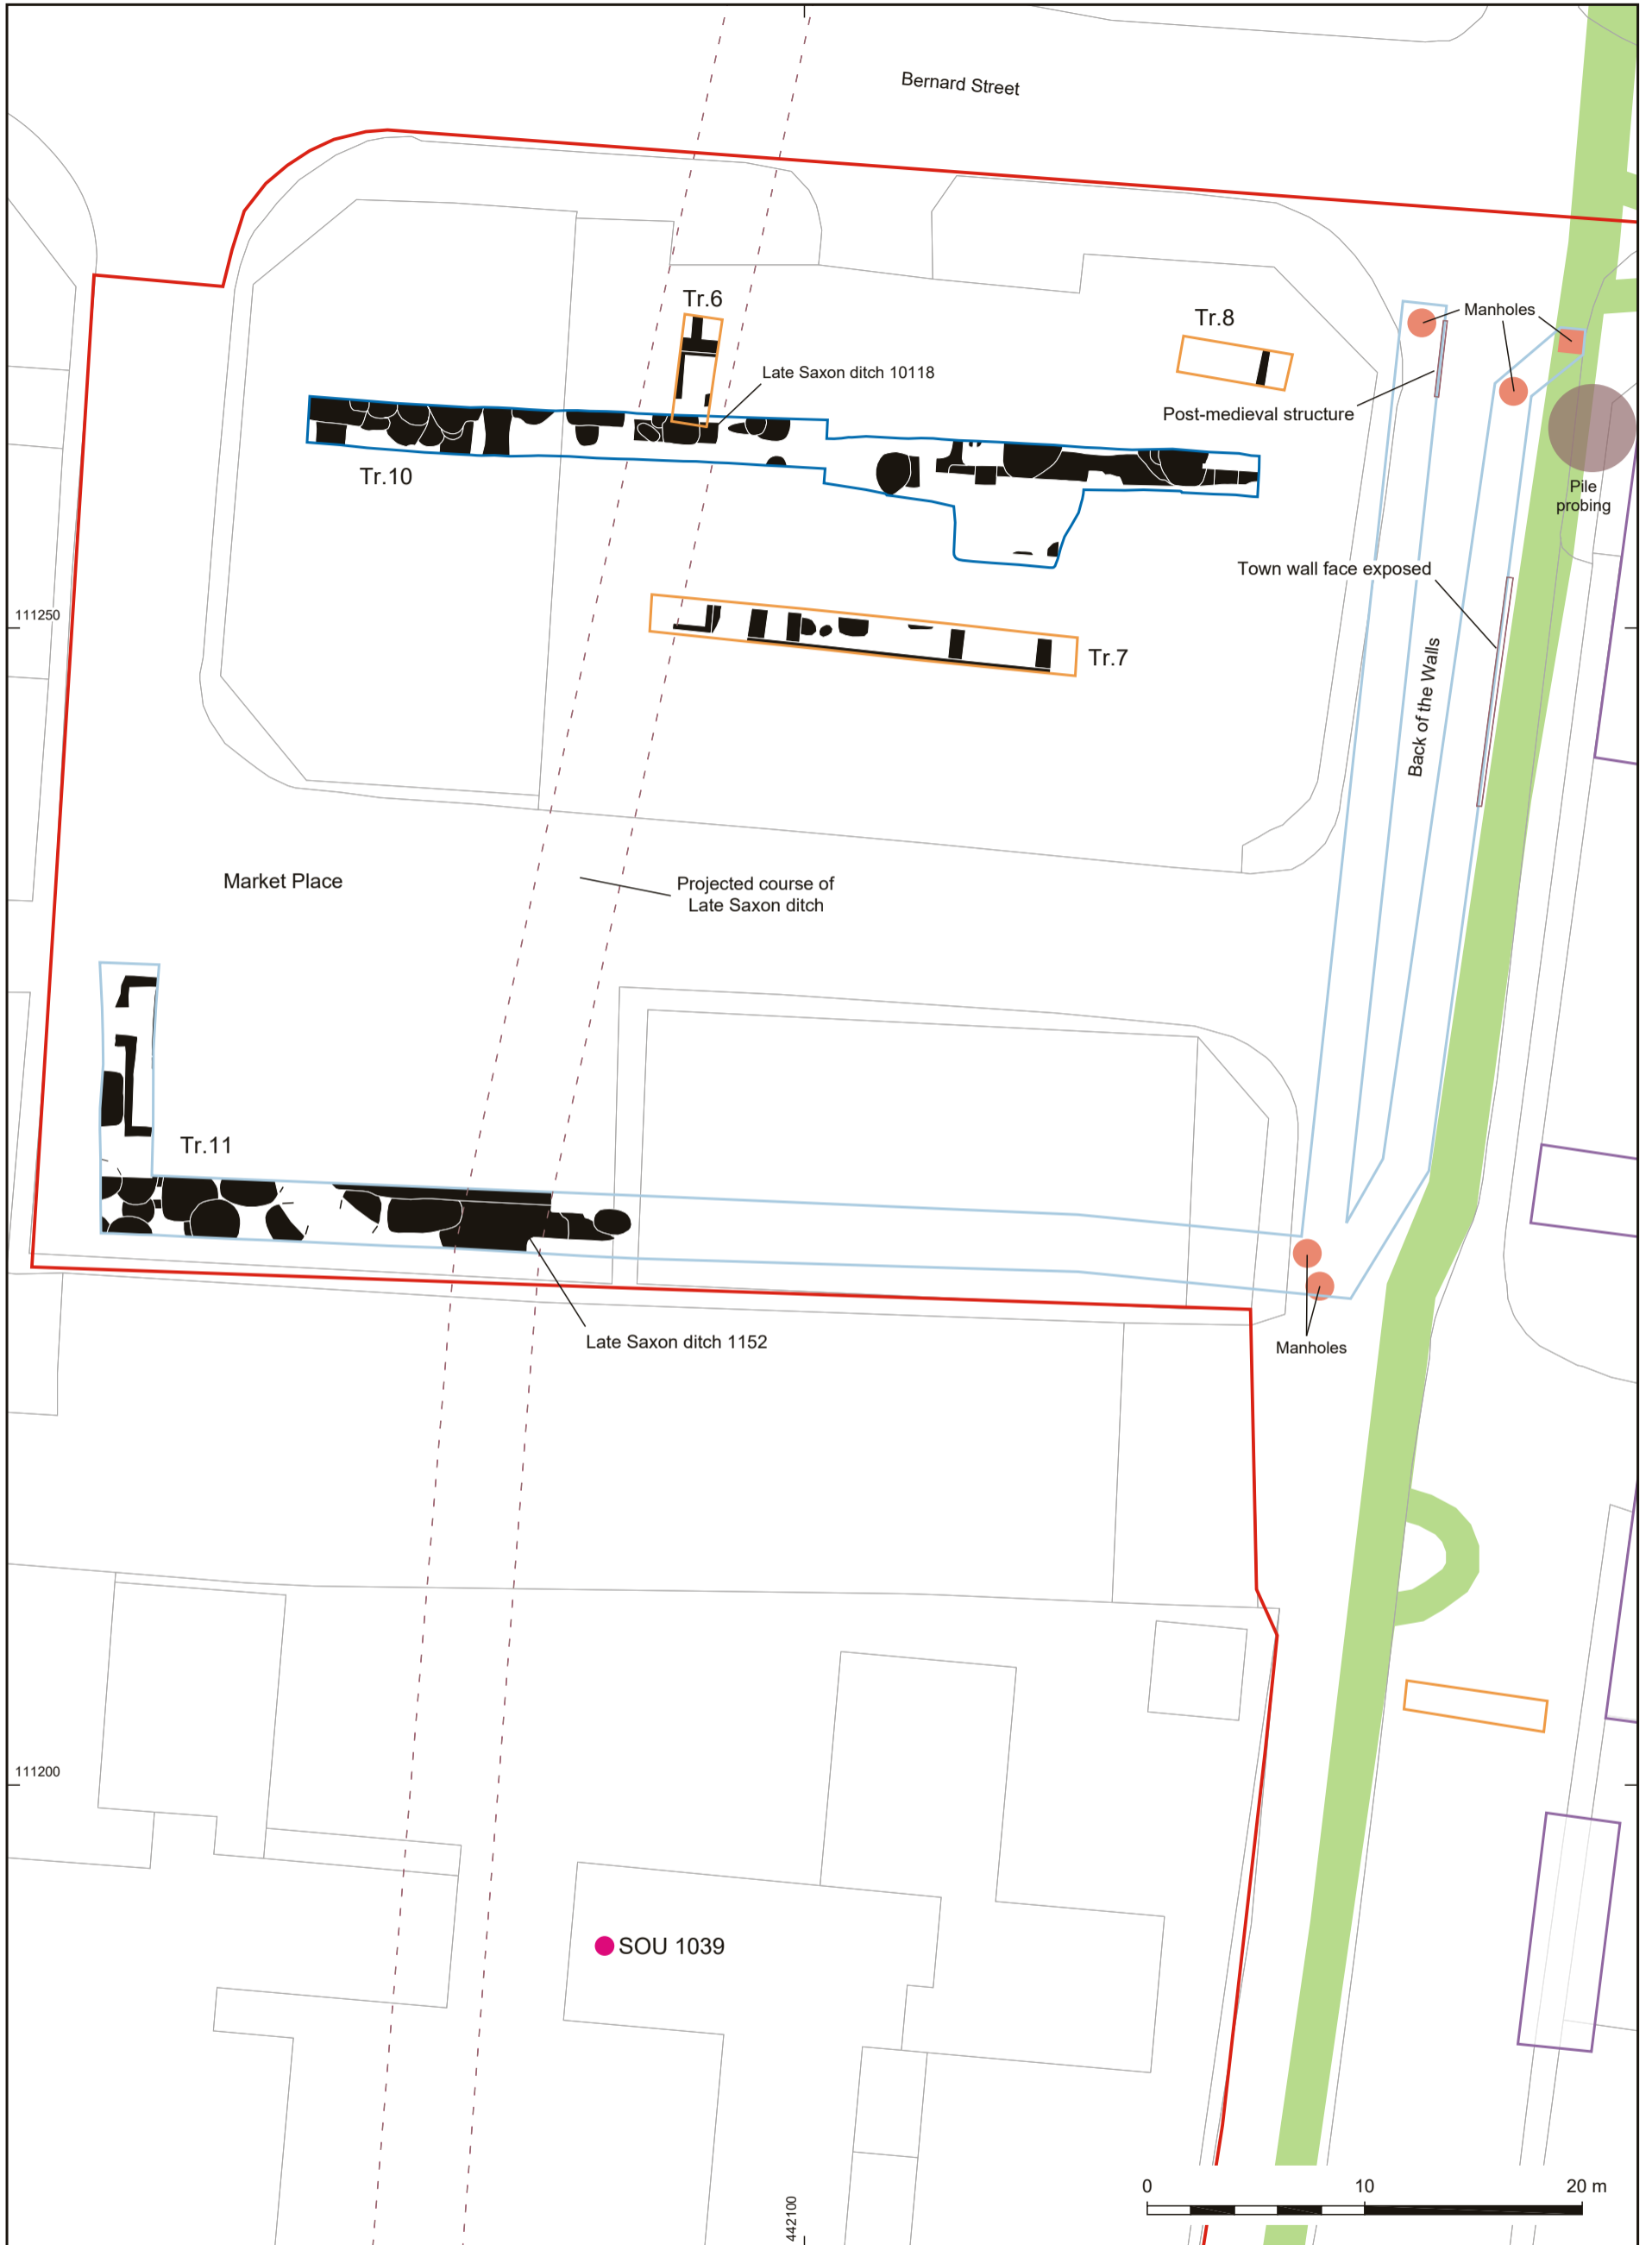 Bernard Street
Tr.6
Tr.8
Manholes
Late Saxon ditch 10118
Post-medieval structure
Tr.10
Pile
probing
Town wall face exposed
111250
Tr.7
Back of the Walls
Market Place
Projected course of
Late Saxon ditch
Tr.11
Late Saxon ditch 1152
Manholes
111200
SOU 1039
442100
0 10 20 m